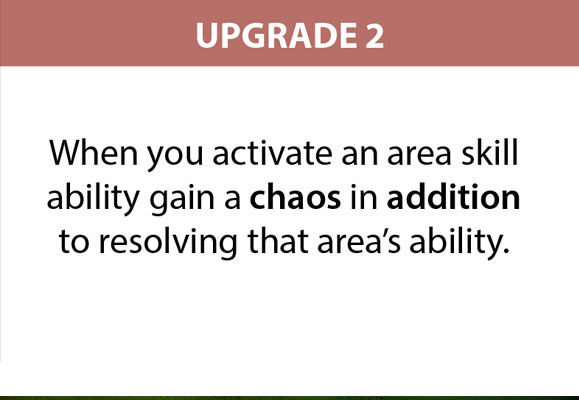 UPGRADE 2
When you activate an area skill
ability gain a chaos in addition
to resolving that area’s ability.